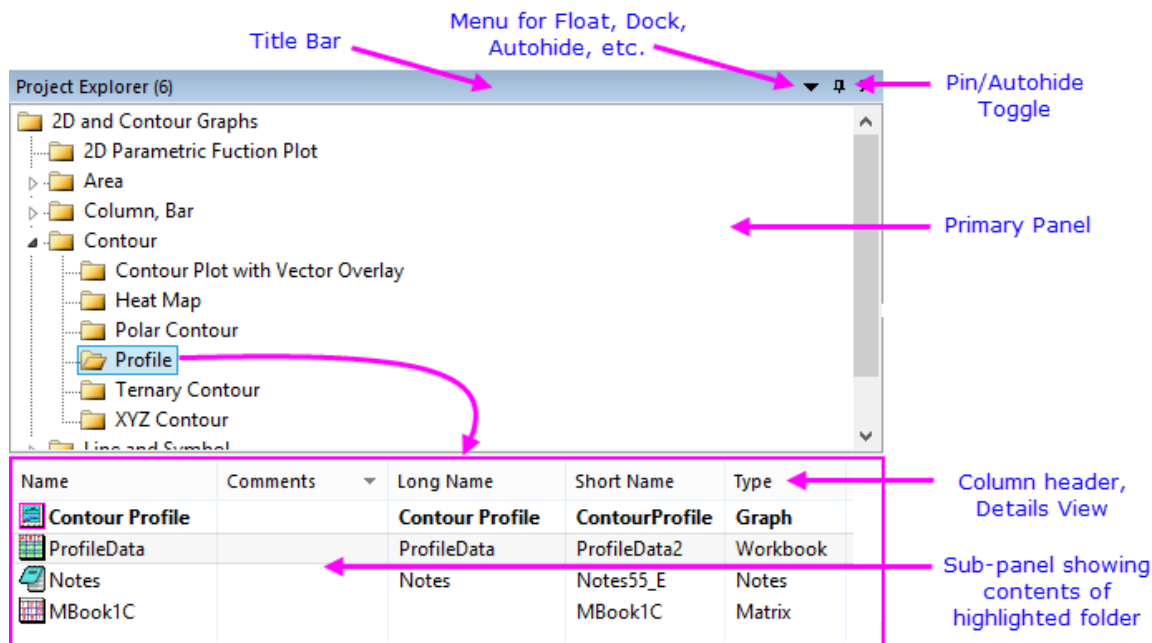 Menu for Float, Dock,
Autohide, etc.
Title Bar
Project Explorer (6)
Pin/Autohide
Toggle
2D and Contour Graphs
2D Parametric Fuction Plot
Area
Column, Bar
Contour
Primary Panel
Contour Plot with Vector Overlay
Heat Map
Polar Contour
Profile
Ternary Contour
XYZ Contour
Line and Symbol
Name Comments Long Name Short Name Type
Column header,
Details View
Contour Profile Contour Profile ContourProfile Graph
ProfileData ProfileData ProfileData2 Workbook
Notes Notes Notes55_E Notes
MBook1C MBook1C Matrix
Sub-panel showing
contents of
highlighted folder